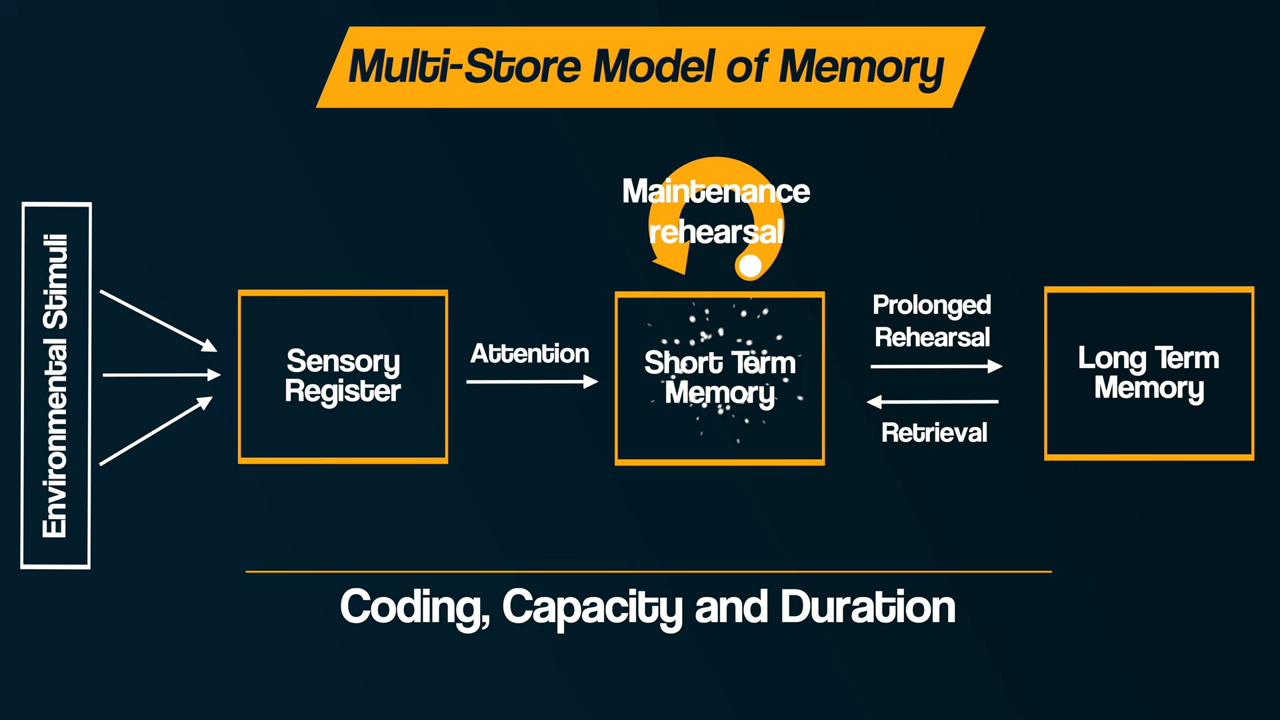 Multi-Store Model of Memory
Maintenance
rehearsal
Environmental Stimuli
Sensory
Register
Attention
Short Term
Memory
Prolonged
Rehearsal
Retrieval
Long Term
Memory
Coding, Capacity and Duration